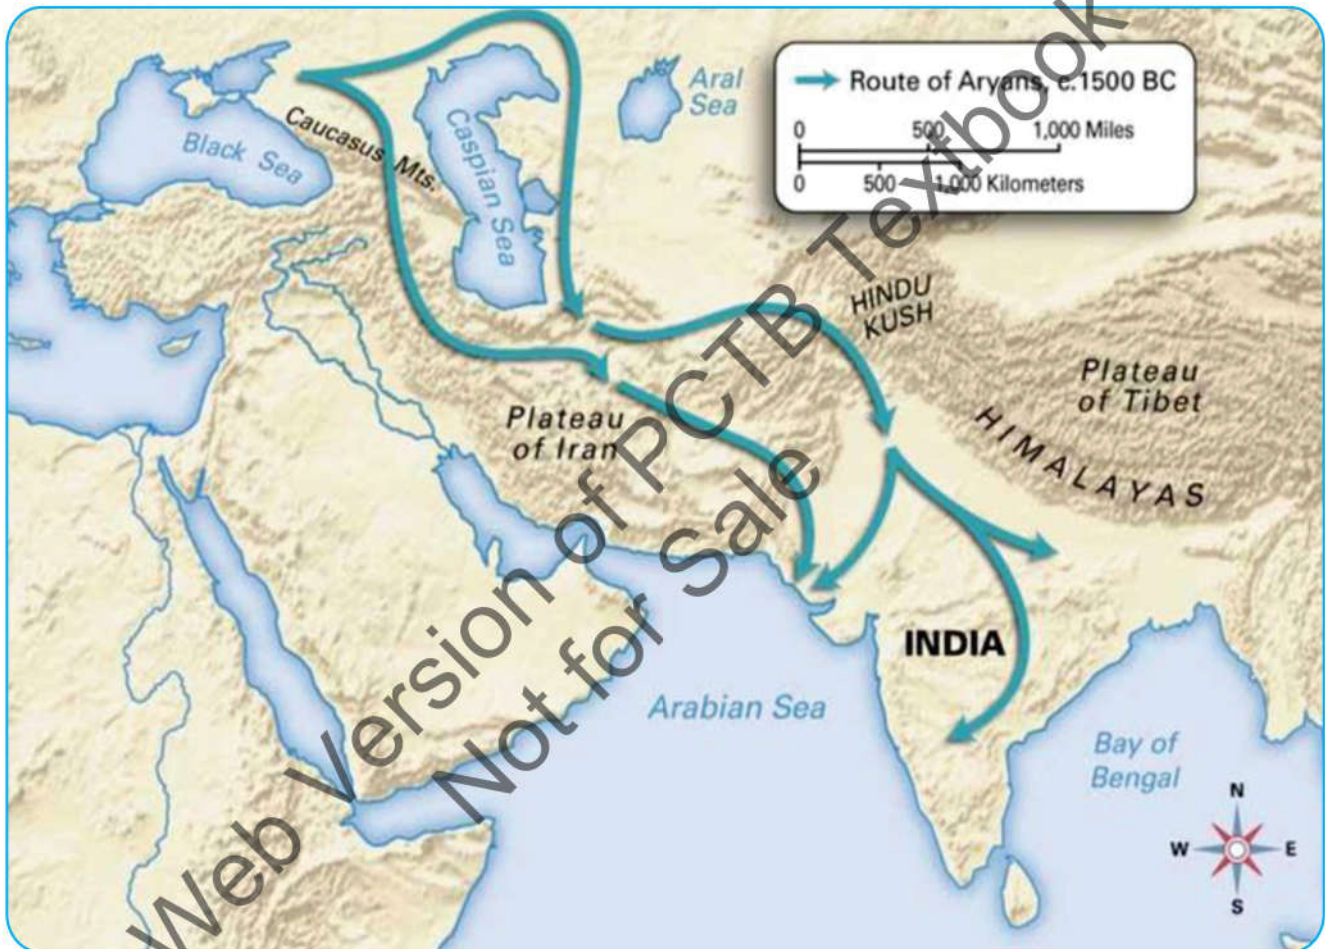 Aral
Sea
Route of Aryans, c.1500 BC
0 500 1,000 Miles
0 500 1,000 Kilometers
Black Sea
Caucasus Mts.
Caspian Sea
HINDU
KUSH
Plateau
of Tibet
HIMALAYAS
Plateau
of Iran
INDIA
Arabian Sea
Bay of
Bengal
N
W E
S
Web Version of PCTB Textbook
Not for Sale